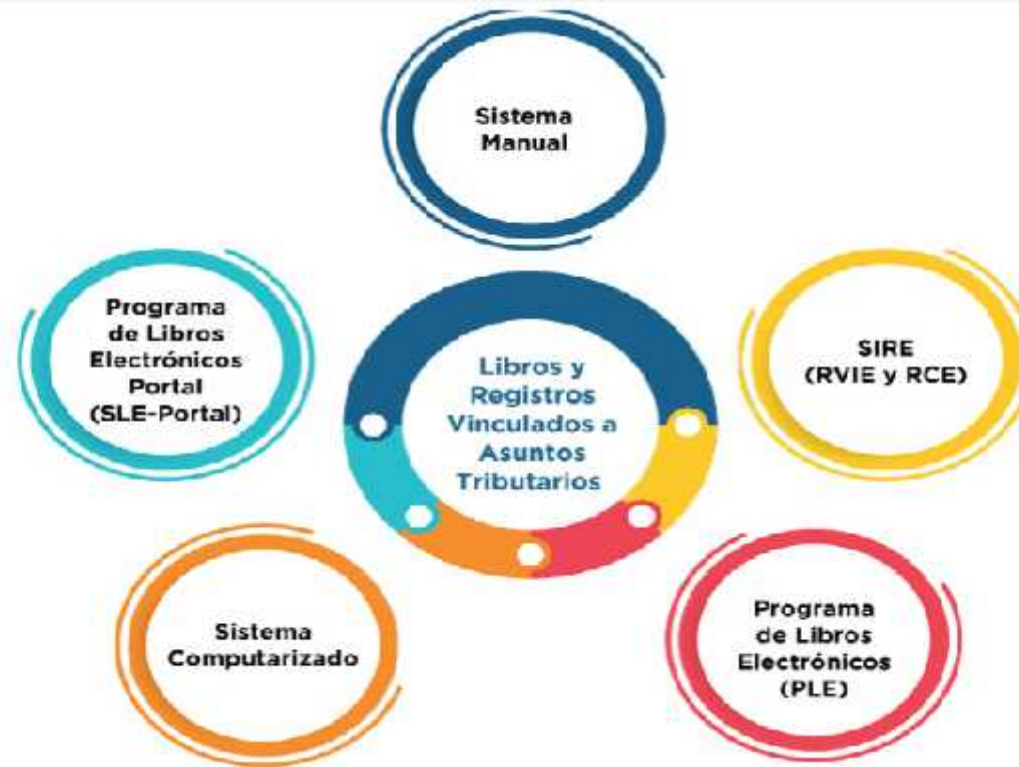 Sistema
Manual
Programa
de Libros
Electrónicos
Portal
(SLE-Portal)
Libros y
Registros
Vinculados a
Asuntos
Tributarios
SIRE
(RVIE y RCE)
Sistema
Computarizado
Programa
de Libros
Electrónicos
(PLE)